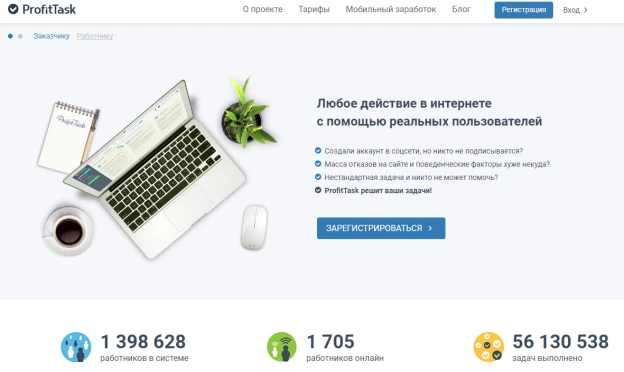 ProfitTask
О проекте Тарифы Мобильный заработок Блог Регистрация Вход
Заказчику Работнику
ProfitTask
Любое действие в интернете
с помощью реальных пользователей
Создали аккаунт в соцсети, но никто не подписывается?
Масса отказов на сайте и поведенческие факторы хуже некуда?
Нестандартная задача и никто не может помочь?
ProfitTask решит ваши задачи!
ЗАРЕГИСТРИРОВАТЬСЯ
1 398 628 1 705 56 130 538
работников в системе работников онлайн задач выполнено